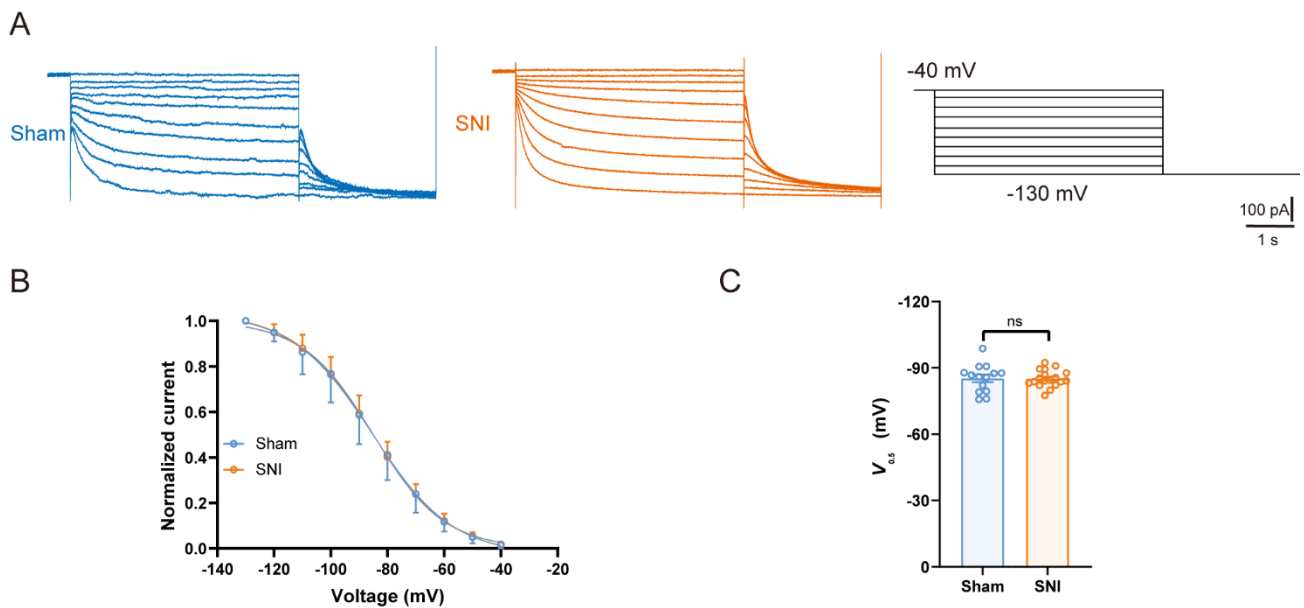 A
Sham
SNI
-40 mV
-130 mV
100 pA
1 s
B
Normalized current
1.0
0.8
0.6
0.4
0.2
0.0
Sham
SNI
-140 -120 -100 -80 -60 -40 -20
Voltage (mV)
C
V0.5 (mV)
-120
-90
-60
-30
0
ns
Sham SNI